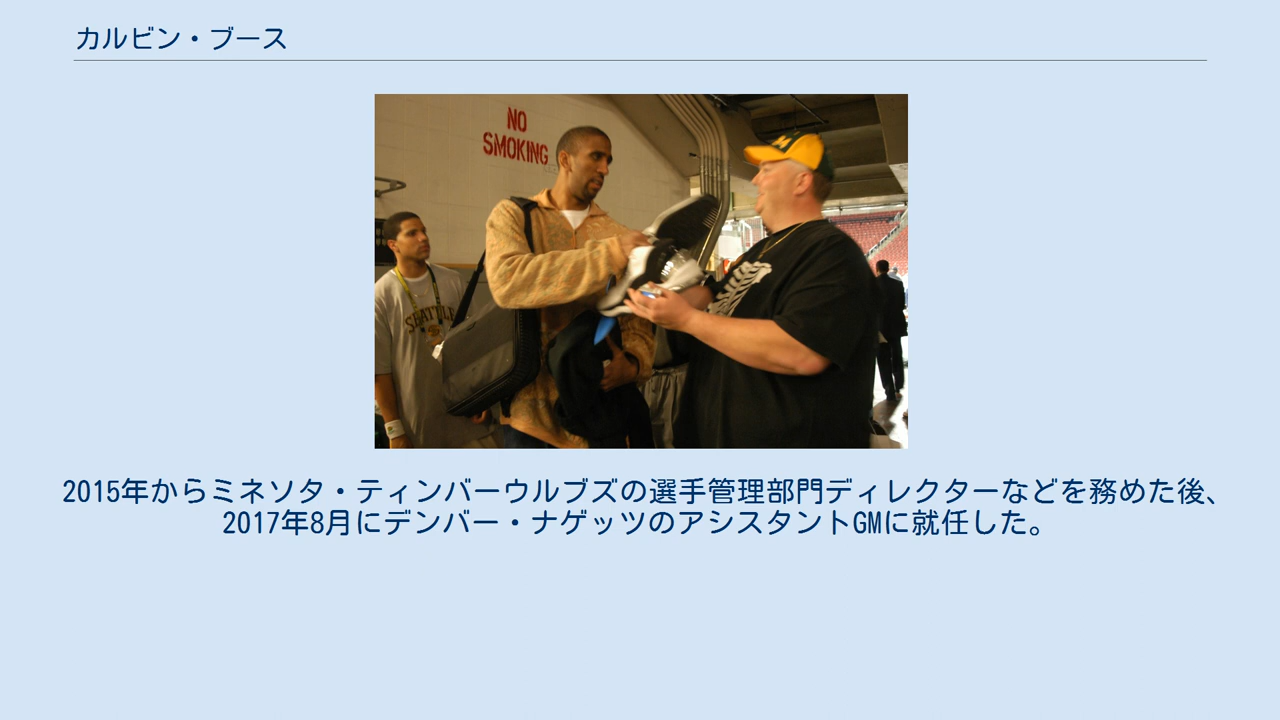 カルビン・ブース
NO
SMOKING
SEATTLE
2015年からミネソタ・ティンバーウルブズの選手管理部門ディレクターなどを務めた後、
2017年8月にデンバー・ナゲッツのアシスタントGMに就任した。